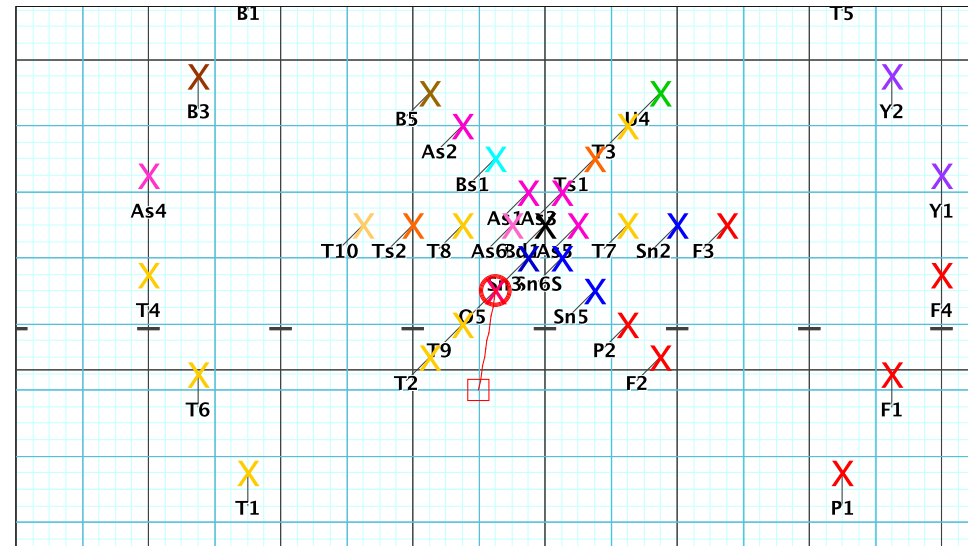 B1 T5
B3 B5 U4 Y2
As2 T3
Bs1 Ts1
As4 As1 As3 Y1
T10 Ts2 T8 As6 As5 T7 Sn2 F3
Sn3 Sn6S
T4 O5 Sn5 F4
T9 P2
T2 F2
T6 F1
T1 P1